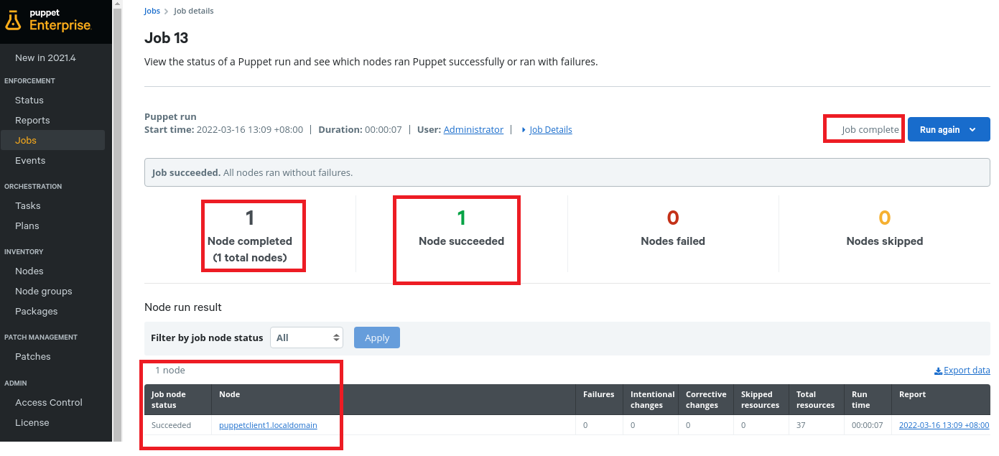 puppet
Enterprise
New in 2021.4
ENFORCEMENT
Status
Reports
Jobs
Events
ORCHESTRATION
Tasks
Plans
INVENTORY
Nodes
Node groups
Packages
PATCH MANAGEMENT
Patches
ADMIN
Access Control
License
Jobs > Job details
Job 13
View the status of a Puppet run and see which nodes ran Puppet successfully or ran with failures.
Puppet run
Start time: 2022-03-16 13:09 +08:00 | Duration: 00:00:07 | User: Administrator | Job Details
Job complete
Run again
Job succeeded. All nodes ran without failures.
1
Node completed
(1 total nodes)
1
Node succeeded
0
Nodes failed
0
Nodes skipped
Node run result
Filter by job node status All Apply
1 node
Export data
Job node status Node Failures Intentional changes Corrective changes Skipped resources Total resources Run time Report
Succeeded puppetclient1.localdomain 0 0 0 0 37 00:00:07 2022-03-16 13:09 +08:00